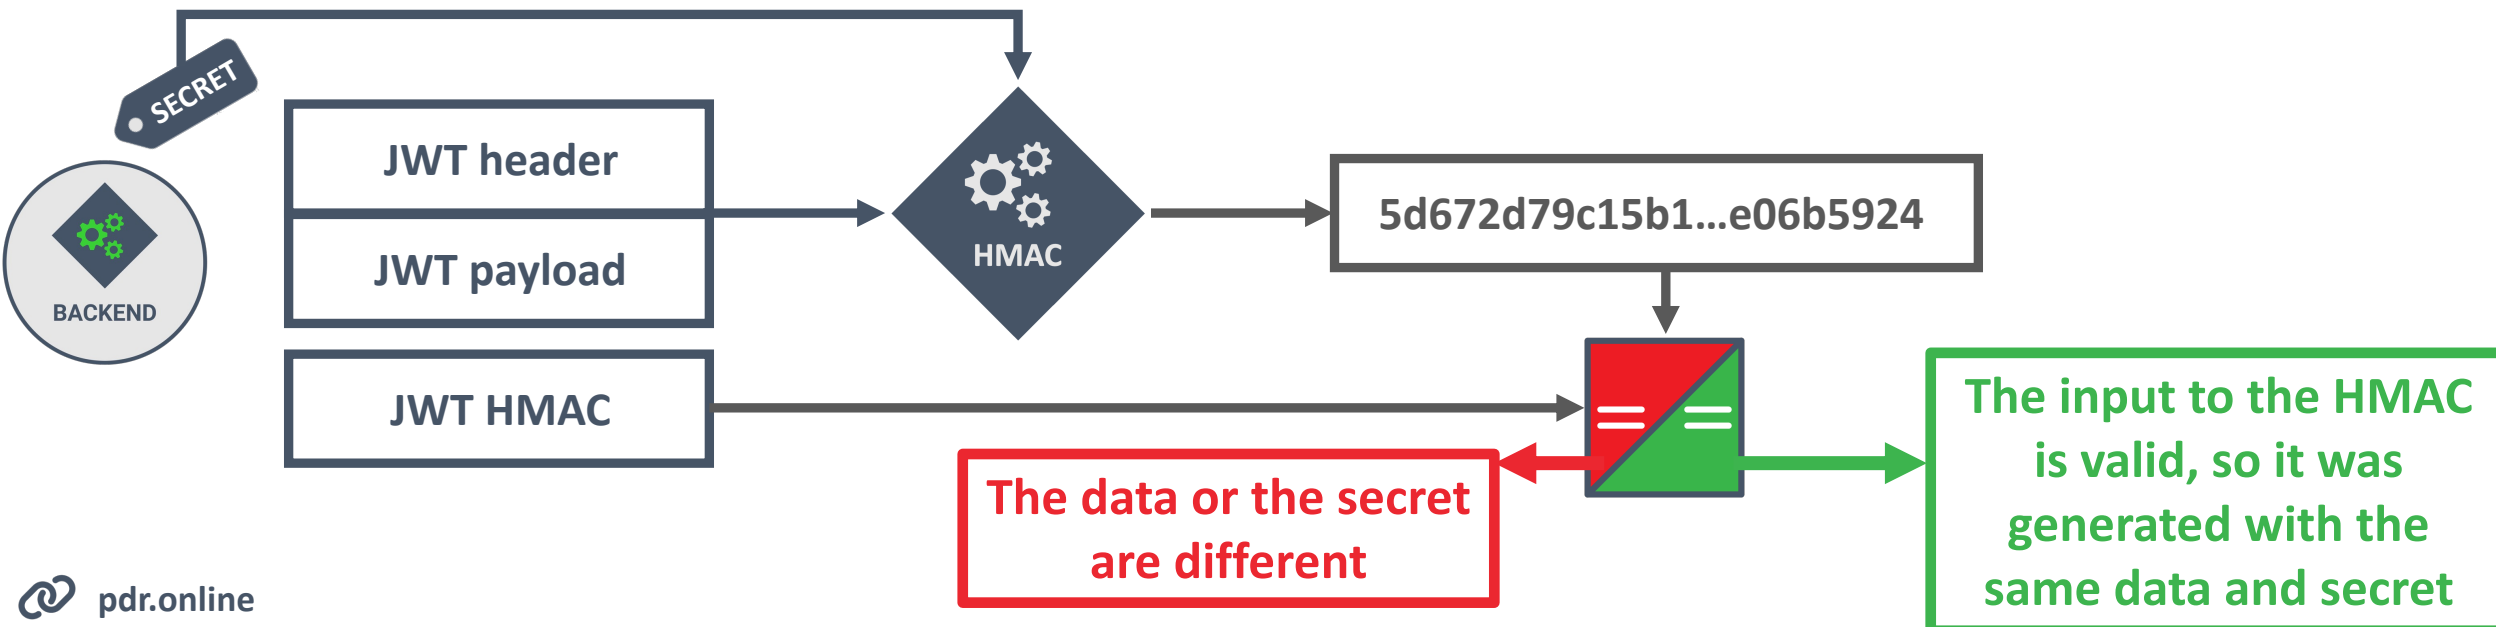 SECRET
JWT header
JWT payload
HMAC
5d672d79c15b1...e06b5924
BACKEND
JWT HMAC
The data or the secret
are different
The input to the HMAC
is valid, so it was
generated with the
same data and secret
pdr.online